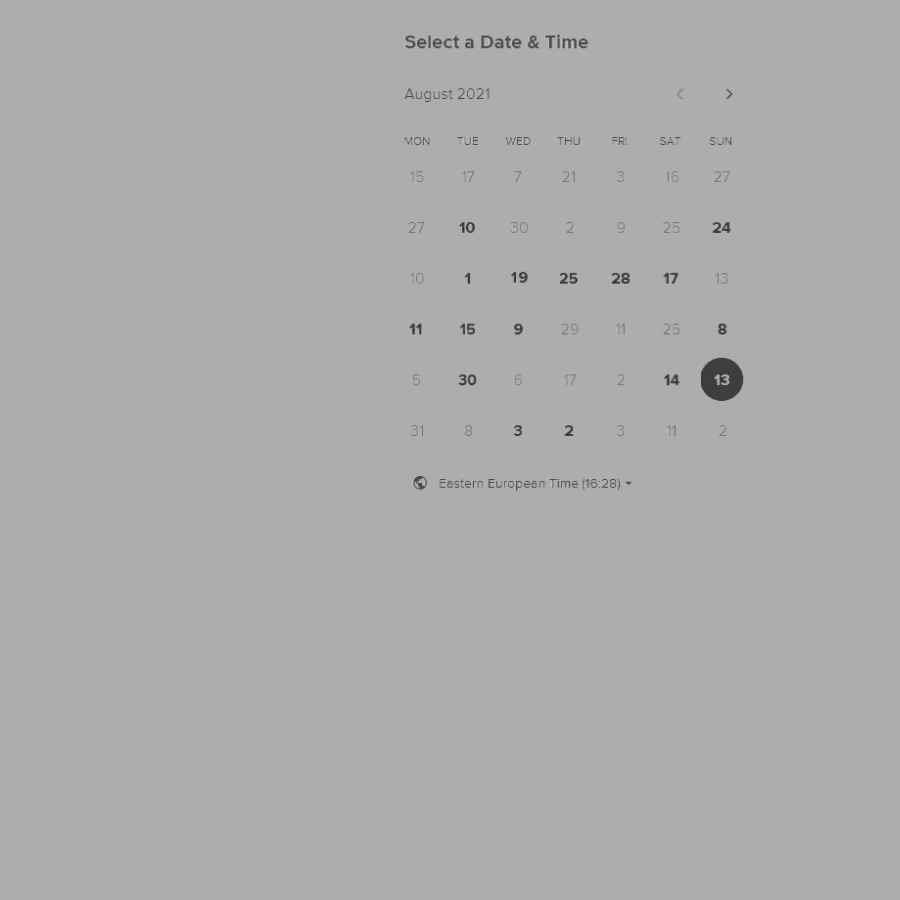 Select a Date & Time
August 2021
MON TUE WED THU FRI SAT SUN
15 17 7 21 3 16 27
27 10 30 2 9 25 24
10 1 19 25 28 17 13
11 15 9 29 11 25 8
5 30 6 17 2 14 13
31 8 3 2 3 11 2
Eastern European Time (16:28)